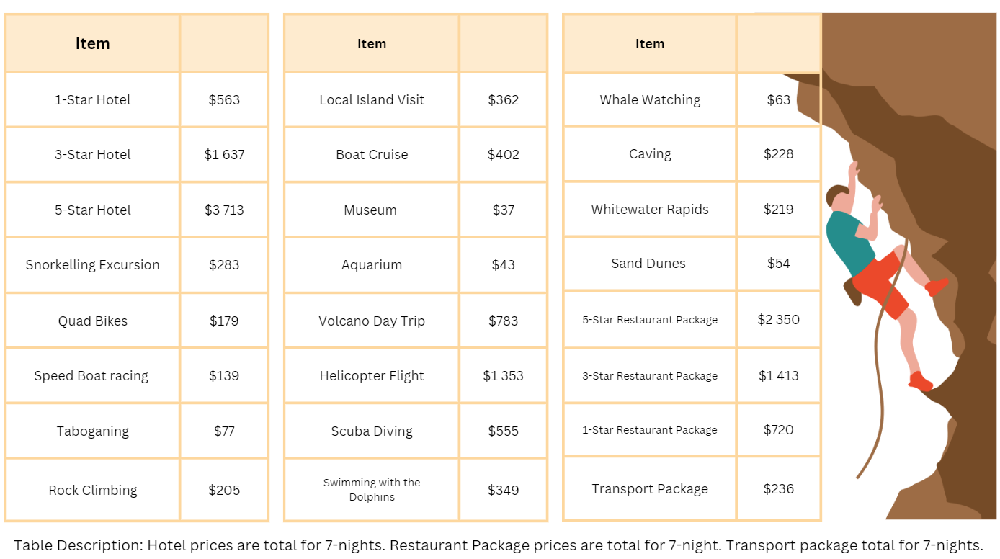 Item
1-Star Hotel $563
3-Star Hotel $1 637
5-Star Hotel $3 713
Snorkelling Excursion $283
Quad Bikes $179
Speed Boat racing $139
Taboganing $77
Rock Climbing $205
Item
Local Island Visit $362
Boat Cruise $402
Museum $37
Aquarium $43
Volcano Day Trip $783
Helicopter Flight $1 353
Scuba Diving $555
Swimming with the
Dolphins $349
Item
Whale Watching $63
Caving $228
Whitewater Rapids $219
Sand Dunes $54
5-Star Restaurant Package $2 350
3-Star Restaurant Package $1 413
1-Star Restaurant Package $720
Transport Package $236
Table Description: Hotel prices are total for 7-nights. Restaurant Package prices are total for 7-night. Transport package total for 7-nights.